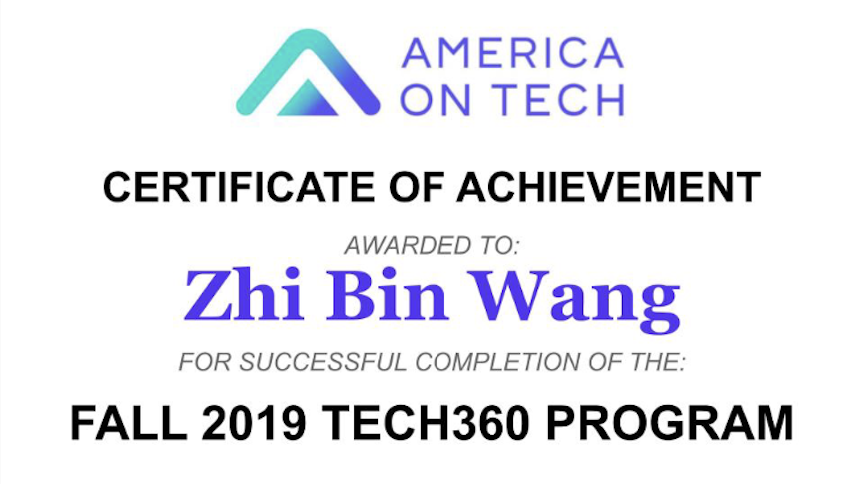 AMERICA
ON TECH
CERTIFICATE OF ACHIEVEMENT
AWARDED TO:
Zhi Bin Wang
FOR SUCCESSFUL COMPLETION OF THE:
FALL 2019 TECH360 PROGRAM